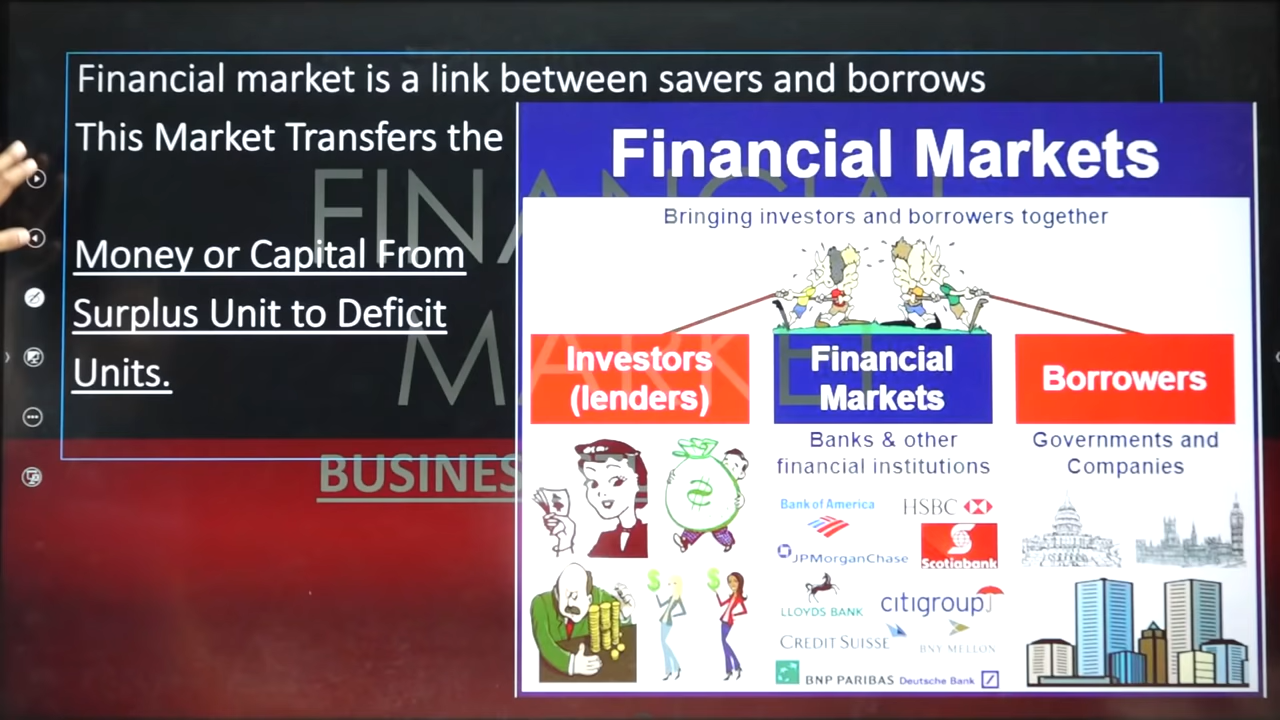 Financial market is a link between savers and borrows
This Market Transfers the
Money or Capital From
Surplus Unit to Deficit
Units.
FINANCIAL
MARKET
BUSINES
Financial Markets
Bringing investors and borrowers together
Investors
(lenders)
Financial
Markets
Borrowers
Banks & other
financial institutions
Governments and
Companies
Bank of America
HSBC
JPMorganChase
Scotiabank
LLOYDS BANK
citigroup
CREDIT SUISSE
BNY MELLON
BNP PARIBAS
Deutsche Bank